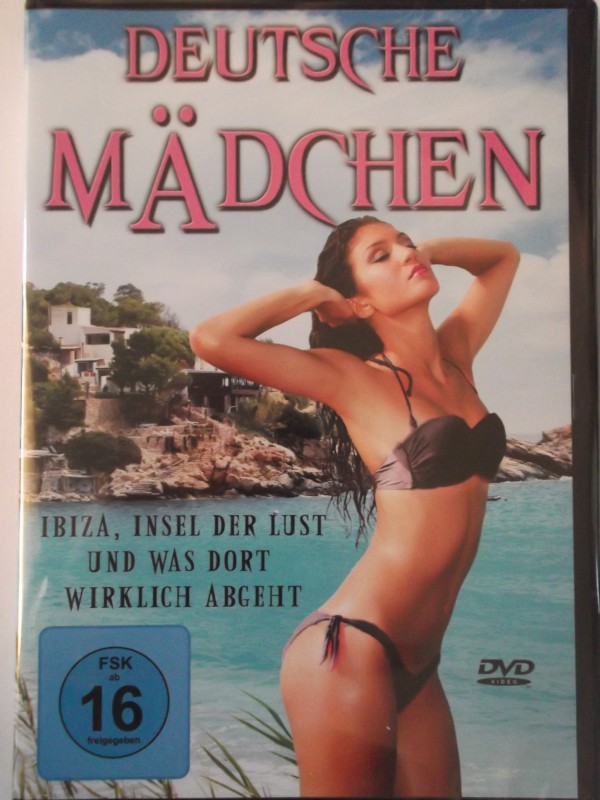 DEUTSCHE
MÄDCHEN
IBIZA, INSEL DER LUST
UND WAS DORT
WIRKLICH ABGEHT
FSK
ab
16
freigegeben
DVD
VIDEO